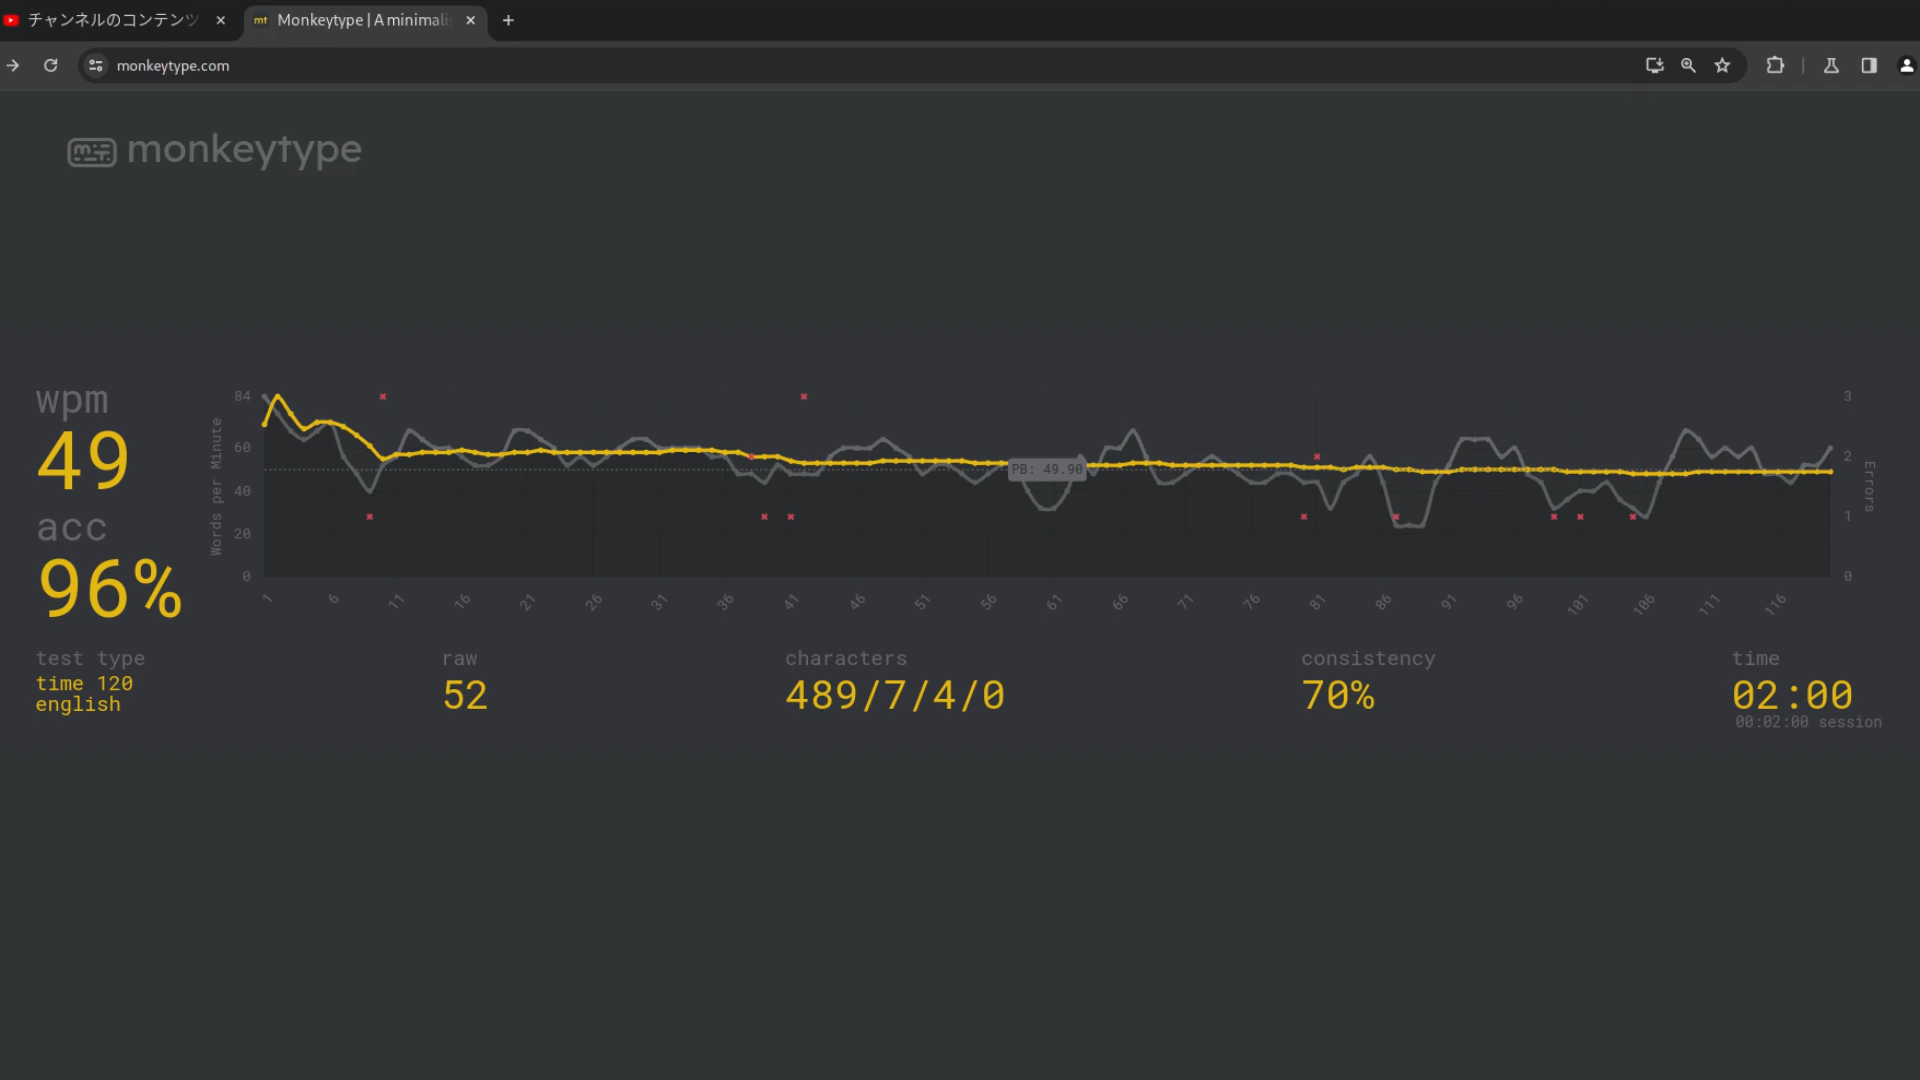 チャンネルのコンテンツ
mt Monkeytype | A minimalis
monkeytype.com
monkeytype
wpm
49
acc
96%
Words per Minute
84
60
40
20
0
PB: 49.90
3
2
1
0
Errors
1 6 11 16 21 26 31 36 41 46 51 56 61 66 71 76 81 86 91 96 101 106 111 116
test type
time 120
english
raw
52
characters
489/7/4/0
consistency
70%
time
02:00
00:02:00 session